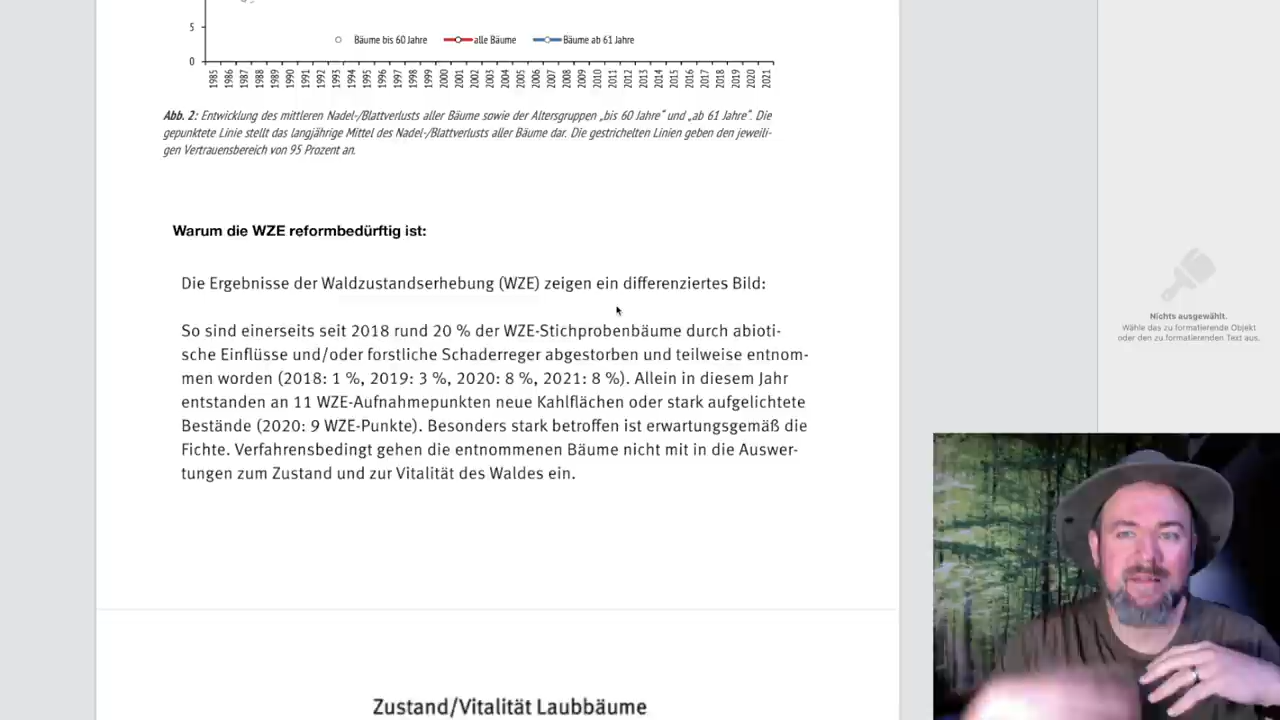 5
Bäume bis 60 Jahre alle Bäume Bäume ab 61 Jahre
0
1985 1986 1987 1988 1989 1990 1991 1992 1993 1994 1995 1996 1997 1998 1999 2000 2001 2002 2003 2004 2005 2006 2007 2008 2009 2010 2011 2012 2013 2014 2015 2016 2017 2018 2019 2020 2021
Abb. 2: Entwicklung des mittleren Nadel-/Blattverlusts aller Bäume sowie der Altersgruppen „bis 60 Jahre“ und „ab 61 Jahre“. Die
gepunktete Linie stellt das langjährige Mittel des Nadel-/Blattverlusts aller Bäume dar. Die gestrichelten Linien geben den jeweili-
gen Vertrauensbereich von 95 Prozent an.
Warum die WZE reformbedürftig ist:
Die Ergebnisse der Waldzustandserhebung (WZE) zeigen ein differenziertes Bild:
So sind einerseits seit 2018 rund 20 % der WZE-Stichprobenbäume durch abioti-
sche Einflüsse und/oder forstliche Schaderreger abgestorben und teilweise entnom-
men worden (2018: 1 %, 2019: 3 %, 2020: 8 %, 2021: 8 %). Allein in diesem Jahr
entstanden an 11 WZE-Aufnahmepunkten neue Kahlflächen oder stark aufgelichtete
Bestände (2020: 9 WZE-Punkte). Besonders stark betroffen ist erwartungsgemäß die
Fichte. Verfahrensbedingt gehen die entnommenen Bäume nicht mit in die Auswer-
tungen zum Zustand und zur Vitalität des Waldes ein.
Zustand/Vitalität Laubbäume
Nichts ausgewählt.
Wähle das zu formatierende Objekt
oder den zu formatierenden Text aus.